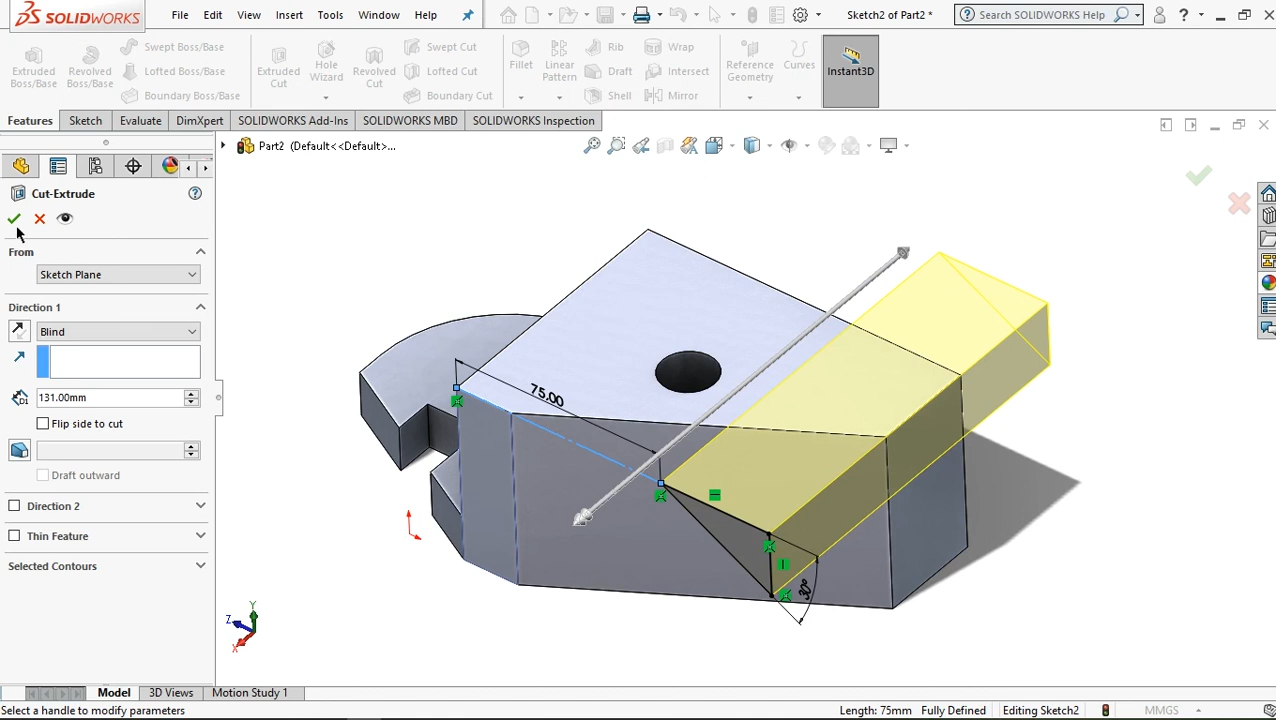 SOLIDWORKS File Edit View Insert Tools Window Help Sketch2 of Part2 * Search SOLIDWORKS Help ?
Extruded Boss/Base Revolved Boss/Base Swept Boss/Base Lofted Boss/Base Boundary Boss/Base Extruded Cut Hole Wizard Revolved Cut Swept Cut Lofted Cut Boundary Cut Fillet Linear Pattern Rib Draft Shell Wrap Intersect Mirror Reference Geometry Curves Instant3D
Features Sketch Evaluate DimXpert SOLIDWORKS Add-Ins SOLIDWORKS MBD SOLIDWORKS Inspection
Part2 (Default<<Default>...
Cut-Extrude ?
From
Sketch Plane
Direction 1
Blind
D1 131.00mm
Flip side to cut
Draft outward
Direction 2
Thin Feature
Selected Contours
75.00
30°
Y
Z
X
Model 3D Views Motion Study 1
Select a handle to modify parameters Length: 75mm Fully Defined Editing Sketch2 MMGS